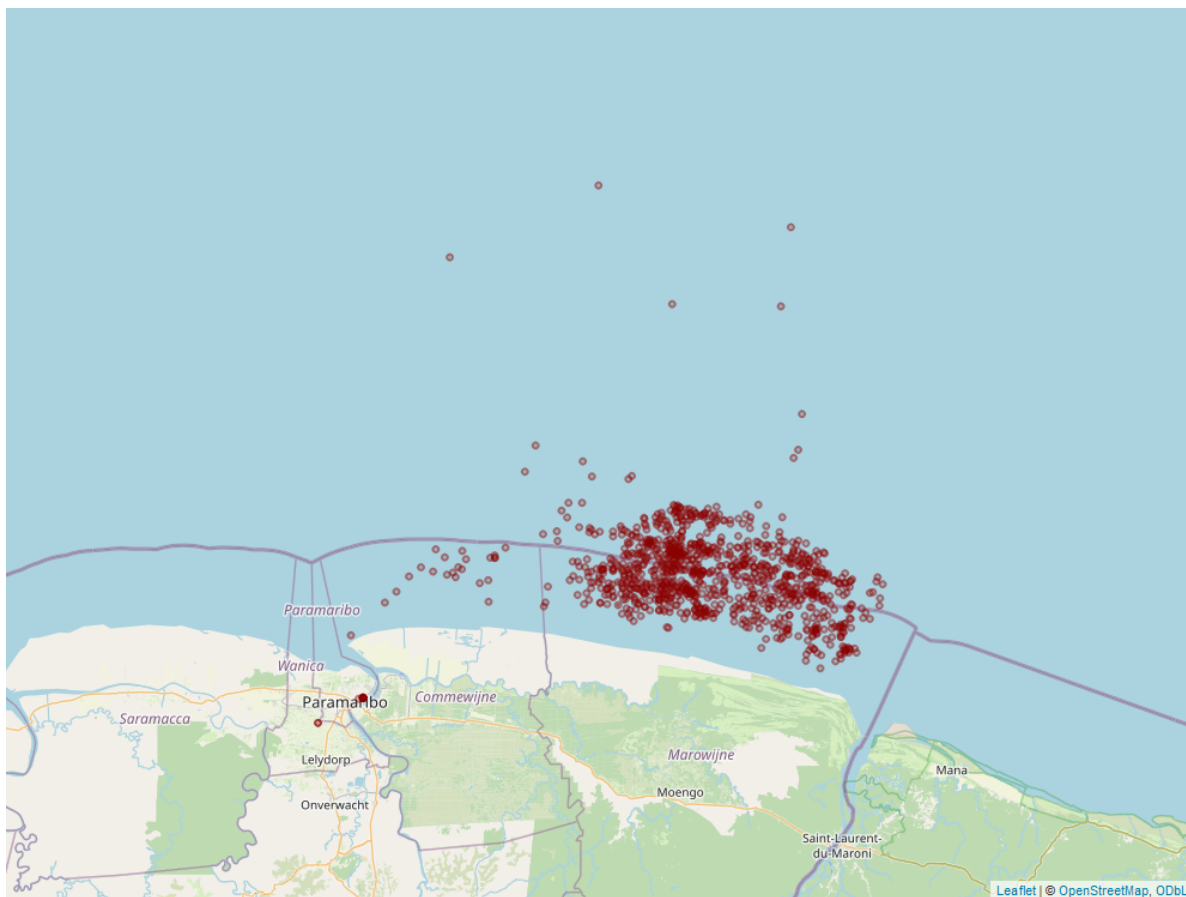 Paramaribo
Wanica
Paramaribo
Commewijne
Saramacca
Lelydorp
Marowijne
Mana
Onverwacht
Moengo
Saint-Laurent-
du-Maroni
Leaflet | © OpenStreetMap, ODbL